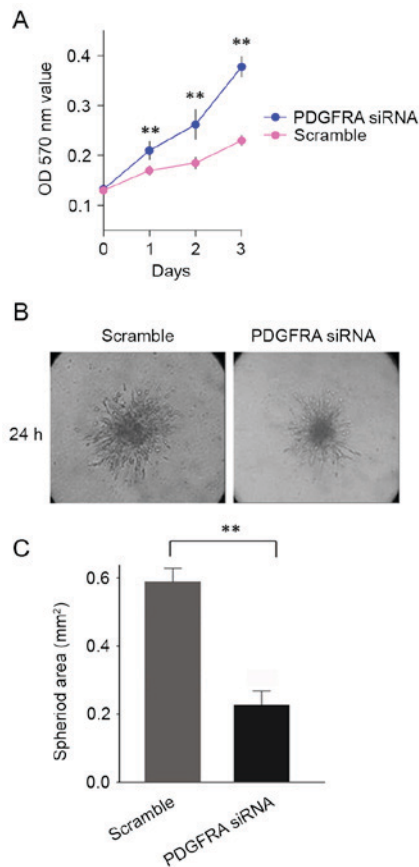 A
OD 570 nm value
0.4
0.3
0.2
0.1
**
**
**
PDGFRA siRNA
Scramble
0 1 2 3
Days
B
Scramble PDGFRA siRNA
24 h
C
**
Spheriod area (mm²)
0.6
0.4
0.2
0.0
Scramble
PDGFRA siRNA